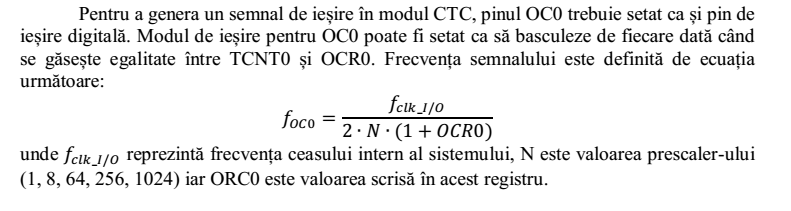 Pentru a genera un semnal de ieșire în modul CTC, pinul OC0 trebuie setat ca și pin de
ieșire digitală. Modul de ieșire pentru OC0 poate fi setat ca să basculeze de fiecare dată când
se găsește egalitate între TCNT0 și OCR0. Frecvența semnalului este definită de ecuația
următoare:
f_OC0 = f_clk_I/O / (2 · N · (1 + OCR0))
unde f_clk_I/O reprezintă frecvența ceasului intern al sistemului, N este valoarea prescaler-ului
(1, 8, 64, 256, 1024) iar ORC0 este valoarea scrisă în acest registru.